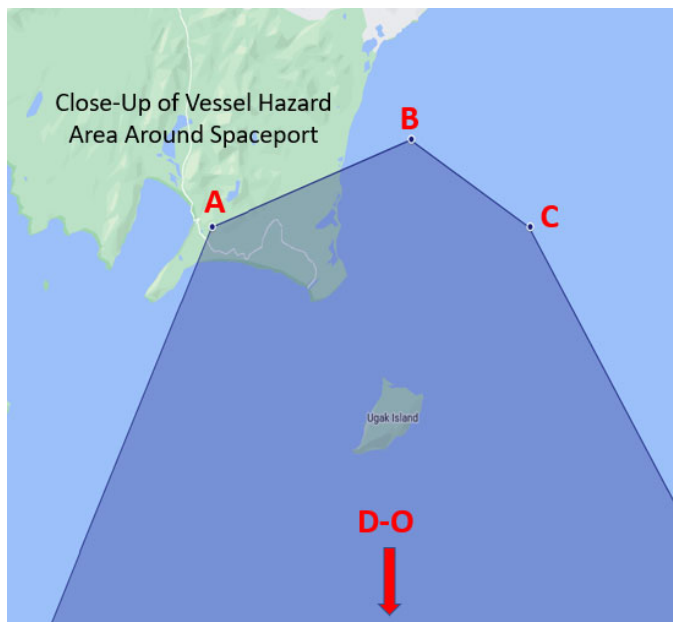 Close-Up of Vessel Hazard
Area Around Spaceport
B
A
C
Ugak Island
D-O